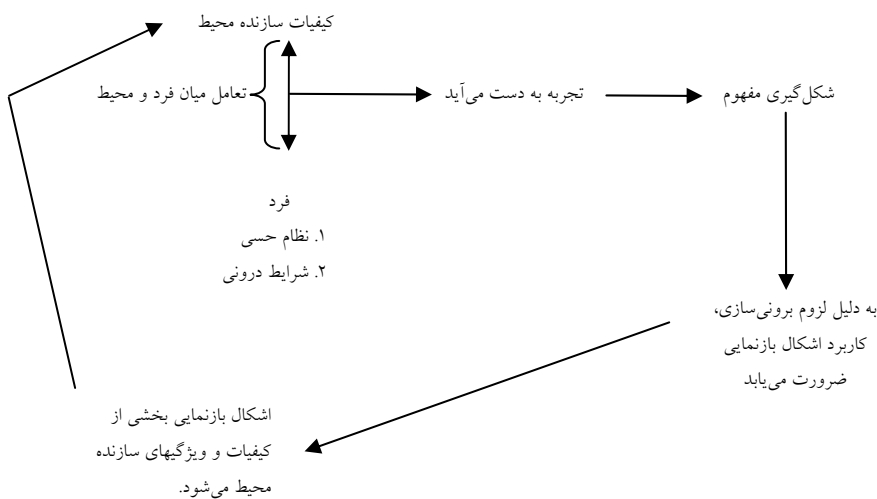 کیفیات سازنده محیط
تعامل میان فرد و محیط
تجربه به دست می‌آید
شکل‌گیری مفهوم
فرد
۱. نظام حسی
۲. شرایط درونی
به دلیل لزوم برونی‌سازی،
کاربرد اشکال بازنمایی
ضرورت می‌یابد
اشکال بازنمایی بخشی از
کیفیات و ویژگیهای سازنده
محیط می‌شود.